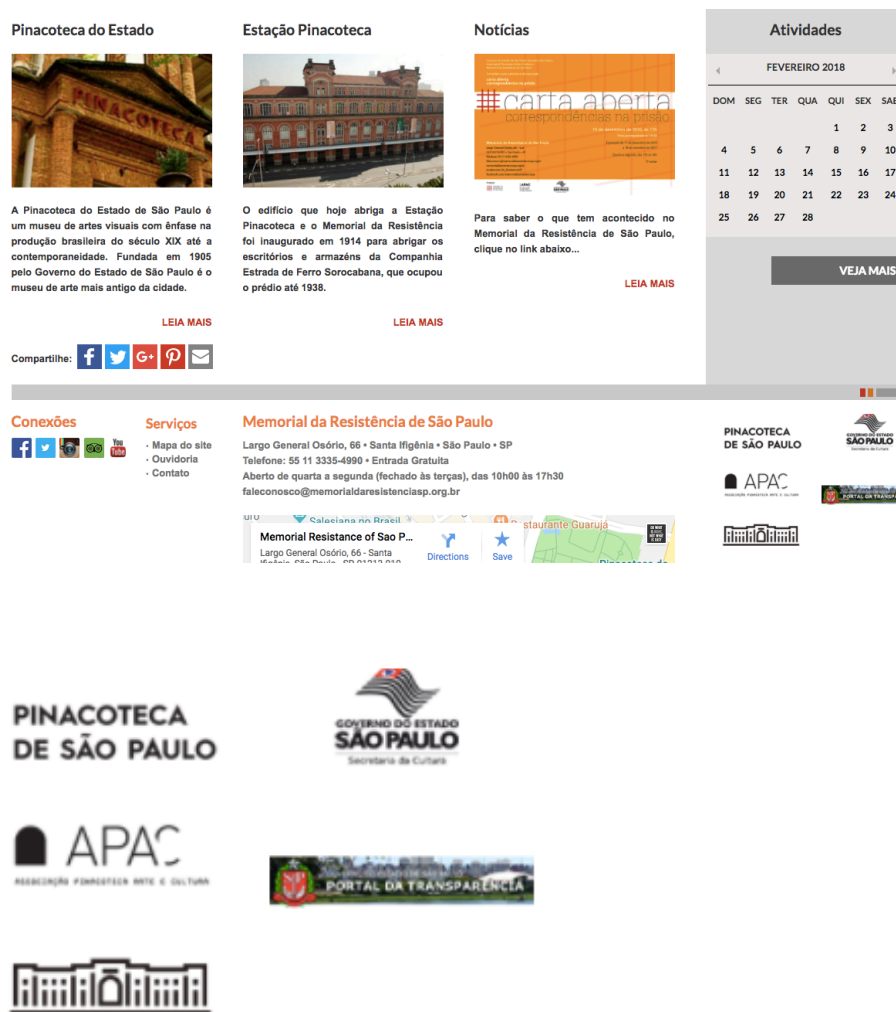 Pinacoteca do Estado
PINACOTECA
A Pinacoteca do Estado de São Paulo é
um museu de artes visuais com ênfase na
produção brasileira do século XIX até a
contemporaneidade. Fundada em 1905
pelo Governo do Estado de São Paulo é o
museu de arte mais antigo da cidade.
LEIA MAIS
Compartilhe:
Estação Pinacoteca
O edifício que hoje abriga a Estação
Pinacoteca e o Memorial da Resistência
foi inaugurado em 1914 para abrigar os
escritórios e armazéns da Companhia
Estrada de Ferro Sorocabana, que ocupou
o prédio até 1938.
LEIA MAIS
Notícias
carta aberta
correspondências na prisão
Para saber o que tem acontecido no
Memorial da Resistência de São Paulo,
clique no link abaixo...
LEIA MAIS
Atividades
FEVEREIRO 2018
DOM SEG TER QUA QUI SEX SAB
1 2 3
4 5 6 7 8 9 10
11 12 13 14 15 16 17
18 19 20 21 22 23 24
25 26 27 28
VEJA MAIS
Conexões
You
Tube
Serviços
• Mapa do site
• Ouvidoria
• Contato
Memorial da Resistência de São Paulo
Largo General Osório, 66 • Santa Ifigênia • São Paulo • SP
Telefone: 55 11 3335-4990 • Entrada Gratuita
Aberto de quarta a segunda (fechado às terças), das 10h00 às 17h30
faleconosco@memorialdaresistenciasp.org.br
Salesiana no Brasil
Restaurante Guarujá
Memorial Resistance of Sao P...
Largo General Osório, 66 - Santa
Directions
Save
PINACOTECA
DE SÃO PAULO
GOVERNO DO ESTADO
SÃO PAULO
Secretaria da Cultura
APAC
PINACOTECA
DE SÃO PAULO
GOVERNO DO ESTADO
SÃO PAULO
Secretaria da Cultura
APAC
ASSOCIAÇÃO PINACOTECA ARTE E CULTURA
PORTAL DA TRANSPARÊNCIA